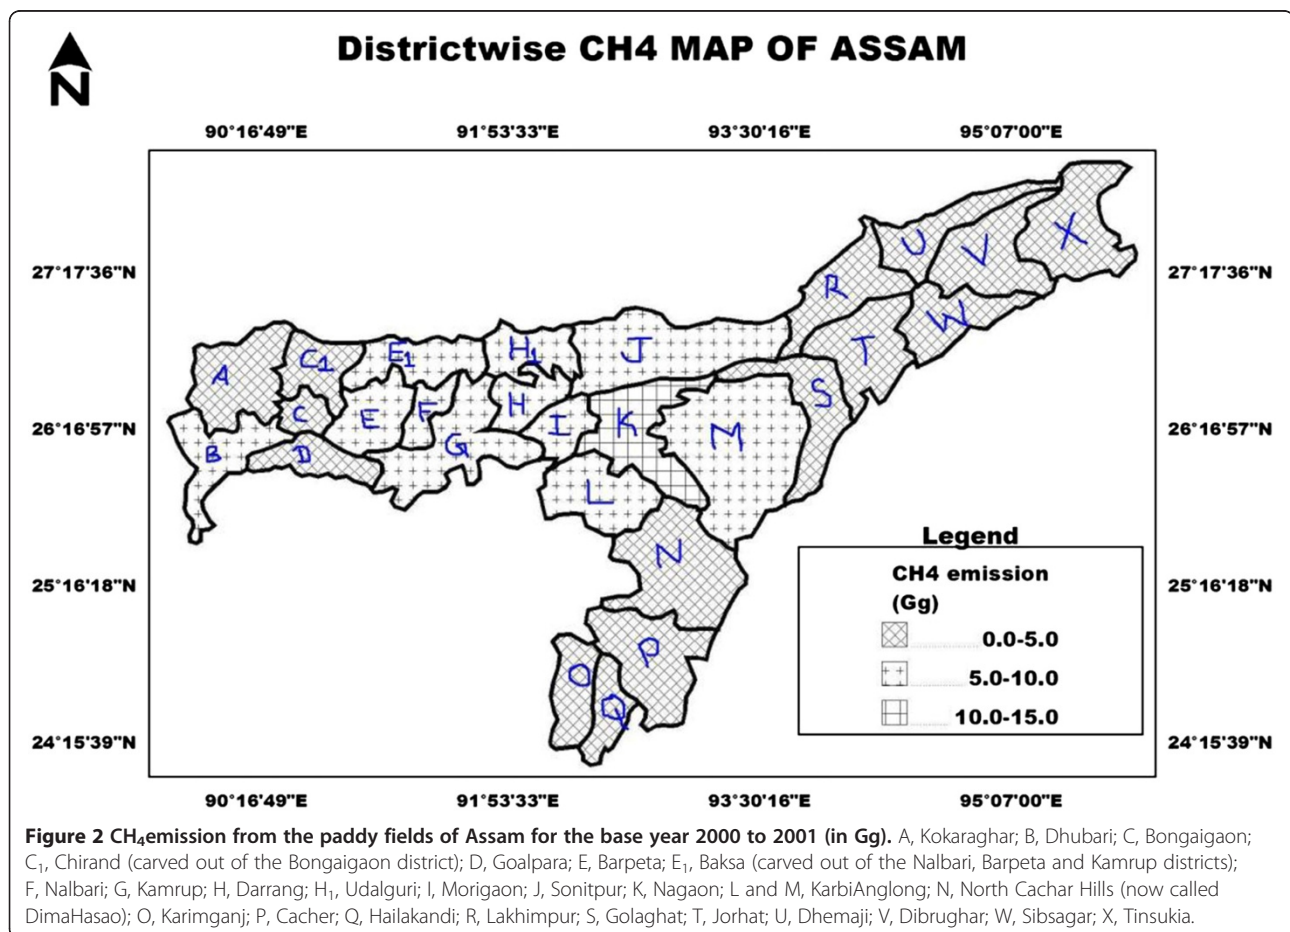 Districtwise CH4 MAP OF ASSAM
N
90°16'49"E 91°53'33"E 93°30'16"E 95°07'00"E
27°17'36"N 27°17'36"N
26°16'57"N 26°16'57"N
25°16'18"N 25°16'18"N
24°15'39"N 24°15'39"N
X
U
V
R
W
T
H1
J
E1
C1
A
S
C
E
F
H
I
K
M
G
B
D
L
N
P
O
Q
Legend
CH4 emission
(Gg)
0.0-5.0
5.0-10.0
10.0-15.0
90°16'49"E 91°53'33"E 93°30'16"E 95°07'00"E
Figure 2 CH₄emission from the paddy fields of Assam for the base year 2000 to 2001 (in Gg). A, Kokaraghar; B, Dhubari; C, Bongaigaon;
C₁, Chirand (carved out of the Bongaigaon district); D, Goalpara; E, Barpeta; E₁, Baksa (carved out of the Nalbari, Barpeta and Kamrup districts);
F, Nalbari; G, Kamrup; H, Darrang; H₁, Udalguri; I, Morigaon; J, Sonitpur; K, Nagaon; L and M, KarbiAnglong; N, North Cachar Hills (now called
DimaHasao); O, Karimganj; P, Cacher; Q, Hailakandi; R, Lakhimpur; S, Golaghat; T, Jorhat; U, Dhemaji; V, Dibrughar; W, Sibsagar; X, Tinsukia.